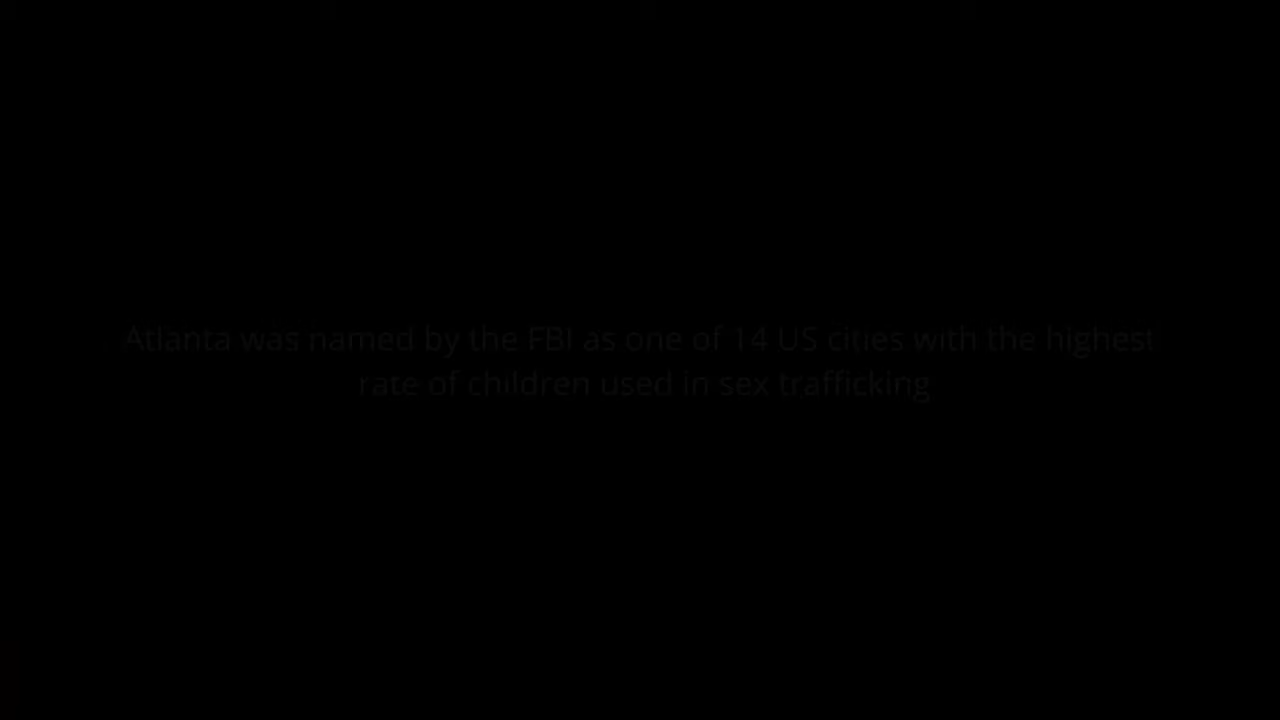 Atlanta was named by the FBI as one of 14 US cities with the highest
rate of children used in sex trafficking